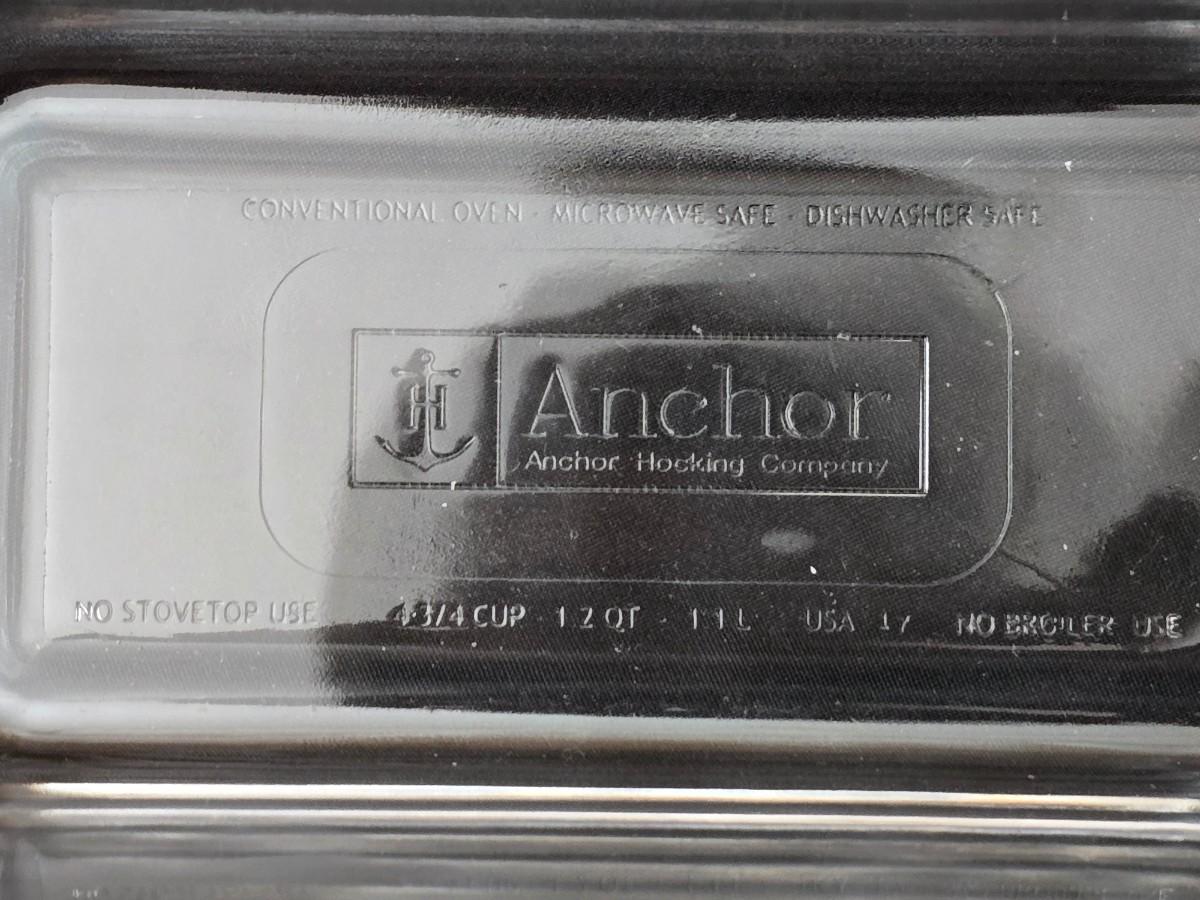 CONVENTIONAL OVEN · MICROWAVE SAFE · DISHWASHER SAFE
H
Anchor
Anchor Hocking Company
NO STOVETOP USE 4 3/4 CUP · 1.2 QT · 1.1 L USA 17 NO BROILER USE